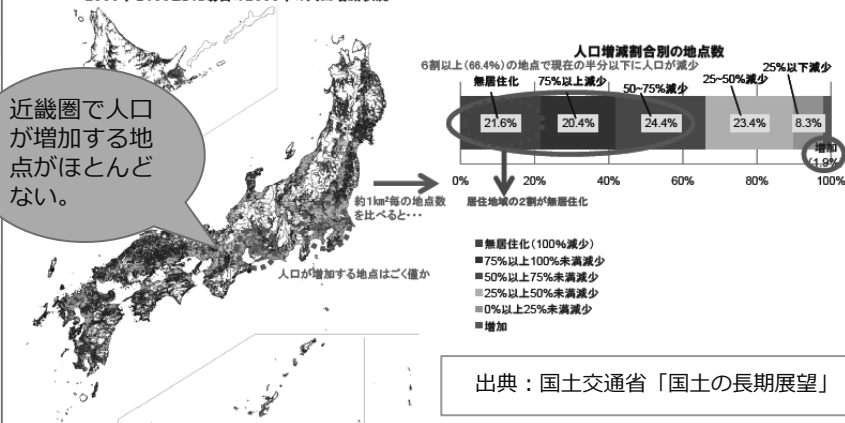 人口増減割合別の地点数
6割以上(66.4%)の地点で現在の半分以下に人口が減少
無居住化
75%以上減少
50~75%減少
25~50%減少
25%以下減少
21.6%
20.4%
24.4%
23.4%
8.3%
増加
(1.9%
0%
20%
40%
60%
80%
100%
居住地域の2割が無居住化
近畿圏で人口
が増加する地
点がほとんど
ない。
約1km²毎の地点数
を比べると・・・
人口が増加する地点はごく僅か
■無居住化(100%減少)
■75%以上100%未満減少
■50%以上75%未満減少
■25%以上50%未満減少
■0%以上25%未満減少
■増加
出典：国土交通省「国土の長期展望」